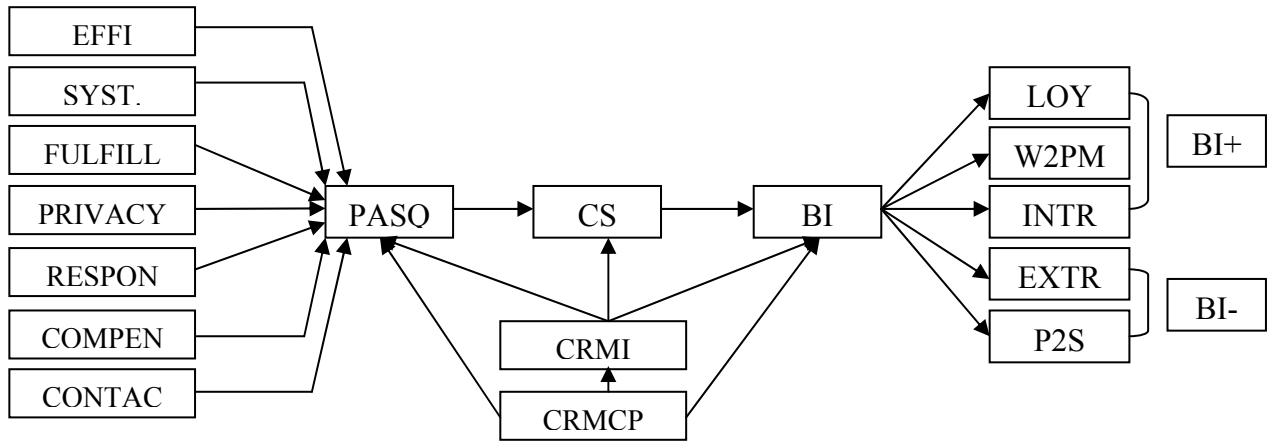 EFFI
SYST.
FULFILL
PRIVACY
RESPON
COMPEN
CONTAC
PASQ
CS
BI
CRMI
CRMCP
LOY
W2PM
INTR
EXTR
P2S
BI+
BI-